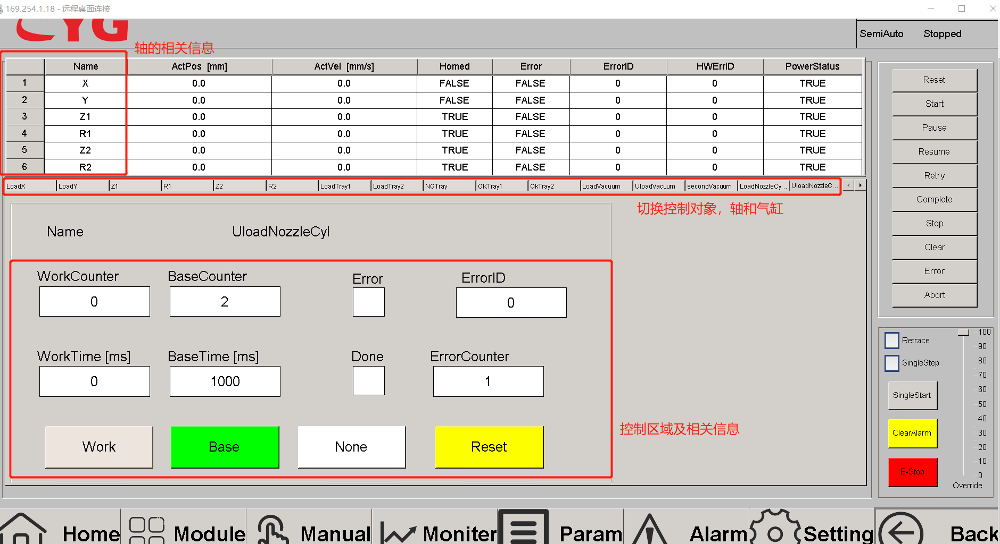 169.254.1.18 - 远程桌面连接
CYG
SemiAuto Stopped
轴的相关信息
Name ActPos [mm] ActVel [mm/s] Homed Error ErrorID HWErrID PowerStatus
1 X 0.0 0.0 FALSE FALSE 0 0 TRUE
2 Y 0.0 0.0 FALSE FALSE 0 0 TRUE
3 Z1 0.0 0.0 TRUE FALSE 0 0 TRUE
4 R1 0.0 0.0 TRUE FALSE 0 0 TRUE
5 Z2 0.0 0.0 TRUE FALSE 0 0 TRUE
6 R2 0.0 0.0 TRUE FALSE 0 0 TRUE
LoadX LoadY Z1 R1 Z2 R2 LoadTray1 LoadTray2 NGTray OKTray1 OkTray2 LoadVacuum UloadVacuum secondVacuum LoadNozzleCy... UloadNozzleC...
切换控制对象，轴和气缸
Name UloadNozzleCyl
WorkCounter BaseCounter Error ErrorID
0 2 0
WorkTime [ms] BaseTime [ms] Done ErrorCounter
0 1000 1
控制区域及相关信息
Work Base None Reset
Reset
Start
Pause
Resume
Retry
Complete
Stop
Clear
Error
Abort
Retrace
SingleStep
SingleStart
ClearAlarm
E-Stop
100
90
80
70
60
50
40
30
20
10
0
Override
Home Module Manual Moniter Param Alarm Setting Back